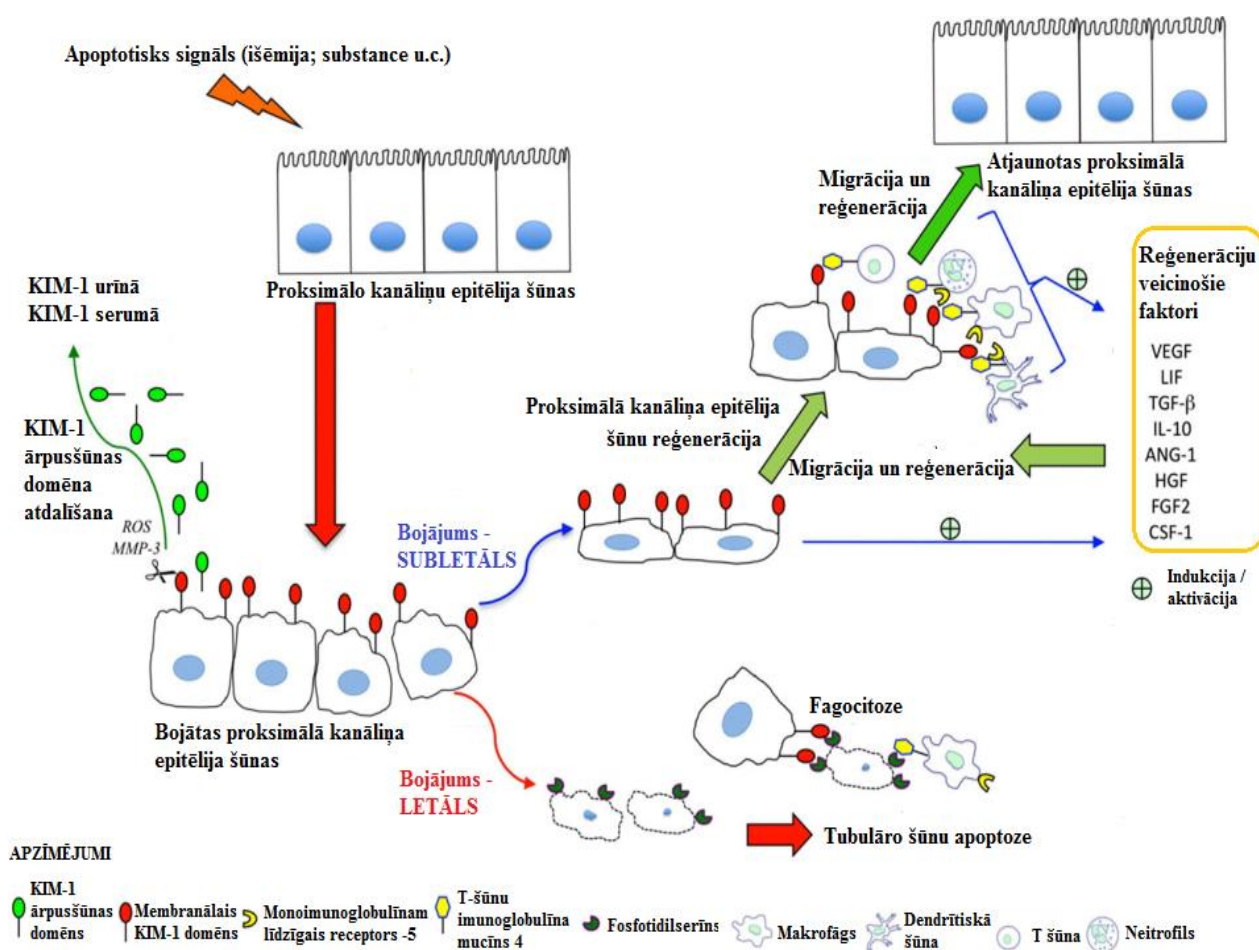 Apoptotisks signāls (išēmija; substance u.c.)
Proksimālo kanāliņu epitēlija šūnas
KIM-1 urīnā
KIM-1 serumā
KIM-1
ārpusšūnas
domēna
atdalīšana
ROS
MMP-3
Bojātas proksimālā kanāliņa
epitēlija šūnas
Bojājums -
SUBLETĀLS
Bojājums -
LETĀLS
Proksimālā kanāliņa epitēlija
šūnu reģenerācija
Migrācija un
reģenerācija
Atjaunotas proksimālā
kanāliņa epitēlija šūnas
Migrācija un reģenerācija
Reģenerāciju
veicinošie
faktori
VEGF
LIF
TGF-β
IL-10
ANG-1
HGF
FGF2
CSF-1
Indukcija /
aktivācija
Fagocitoze
Tubulāro šūnu apoptoze
APZĪMĒJUMI
KIM-1
ārpusšūnas
domēns
Membranālais
KIM-1 domēns
Monoimunoglobulīnam
līdzīgais receptors -5
T-šūnu
imunoglobulīna
mucīns 4
Fosfotidilserīns
Makrofāgs
Dendrītiskā
šūna
T šūna
Neitrofils